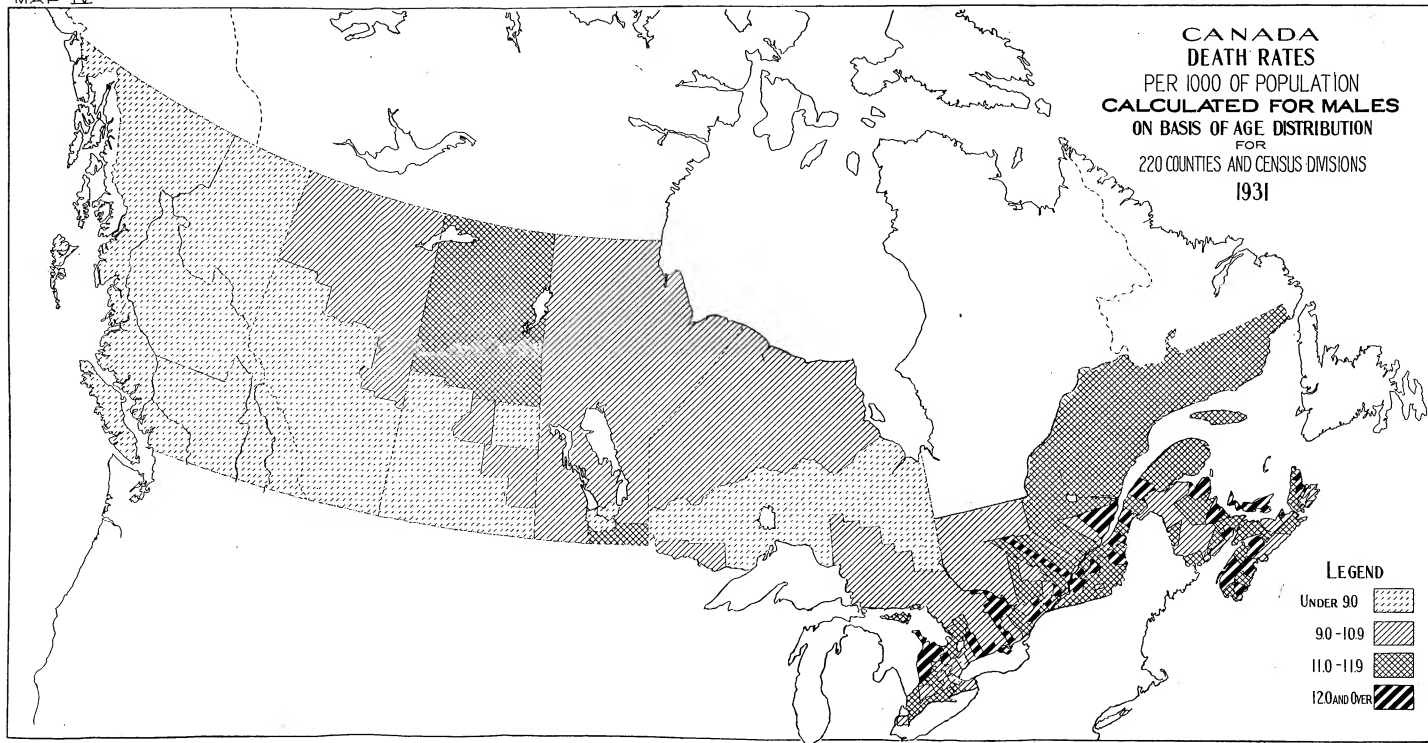 MAP IV
CANADA
DEATH RATES
PER 1000 OF POPULATION
CALCULATED FOR MALES
ON BASIS OF AGE DISTRIBUTION
FOR
220 COUNTIES AND CENSUS DIVISIONS
1931
LEGEND
UNDER 9.0
9.0-10.9
11.0-11.9
12.0 AND OVER